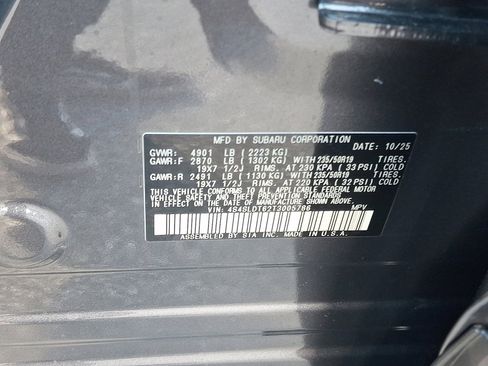 MFD BY SUBARU CORPORATION
DATE: 10/25
GVWR: 4901 LB ( 2223 KG)
GAWR:F 2870 LB ( 1302 KG) WITH 235/50R19 TIRES.
19X7 1/2J RIMS. AT 230 KPA ( 33 PSI) COLD
GAWR:R 2491 LB ( 1130 KG) WITH 235/50R19 TIRES.
19X7 1/2J RIMS. AT 220 KPA ( 32 PSI) COLD
THIS VEHICLE CONFORMS TO ALL APPLICABLE FEDERAL MOTOR
VEHICLE SAFETY AND THEFT PREVENTION STANDARDS IN EFFECT
ON THE DATE OF MANUFACTURE SHOWN ABOVE.
VIN: 4S4SLDT6213005786 MPV
ASSEMBLED BY SIA INC. MADE IN U.S.A.